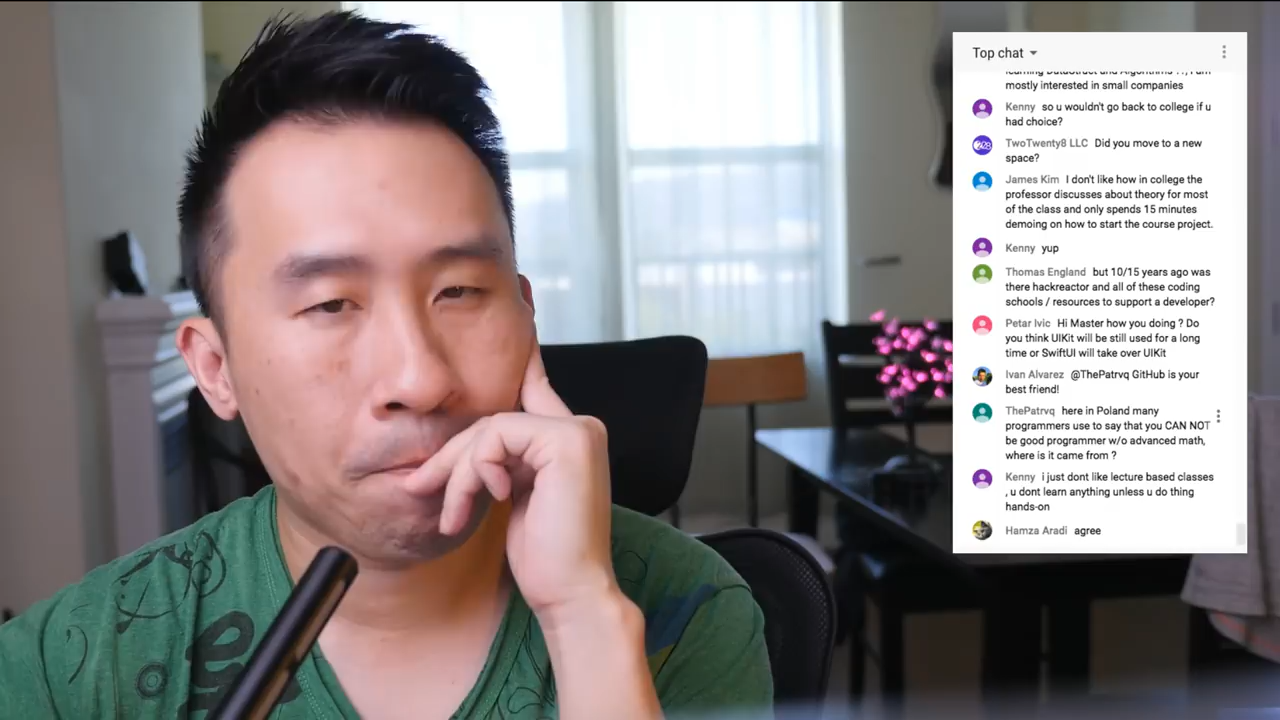 Top chat
learning DataStruct and Algorithms ??, I am
mostly interested in small companies
Kenny so u wouldn't go back to college if u
had choice?
TwoTwenty8 LLC Did you move to a new
space?
James Kim I don't like how in college the
professor discusses about theory for most
of the class and only spends 15 minutes
demoing on how to start the course project.
Kenny yup
Thomas England but 10/15 years ago was
there hackreactor and all of these coding
schools / resources to support a developer?
Petar Ivic Hi Master how you doing ? Do
you think UIKit will be still used for a long
time or SwiftUI will take over UIKit
Ivan Alvarez @ThePatrvq GitHub is your
best friend!
ThePatrvq here in Poland many
programmers use to say that you CAN NOT
be good programmer w/o advanced math,
where is it came from ?
Kenny i just dont like lecture based classes
, u dont learn anything unless u do thing
hands-on
Hamza Aradi agree